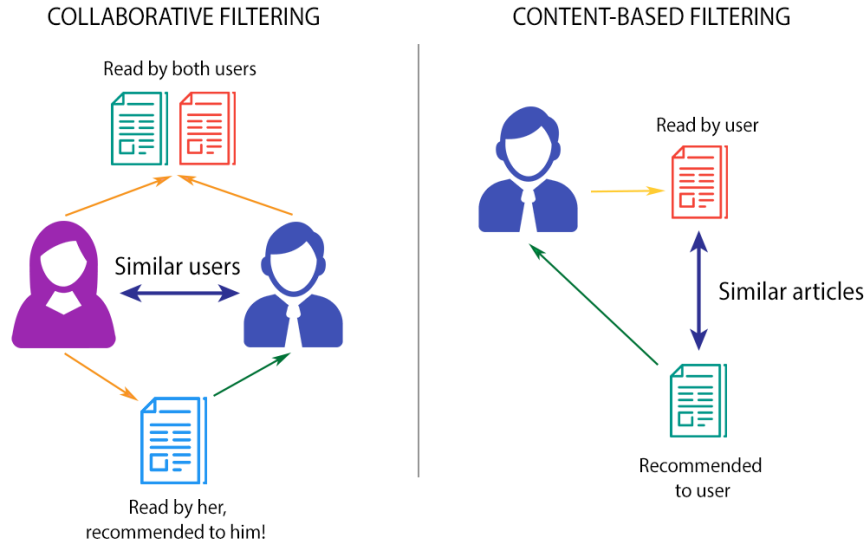 COLLABORATIVE FILTERING
Read by both users
Similar users
Read by her,
recommended to him!
CONTENT-BASED FILTERING
Read by user
Similar articles
Recommended
to user